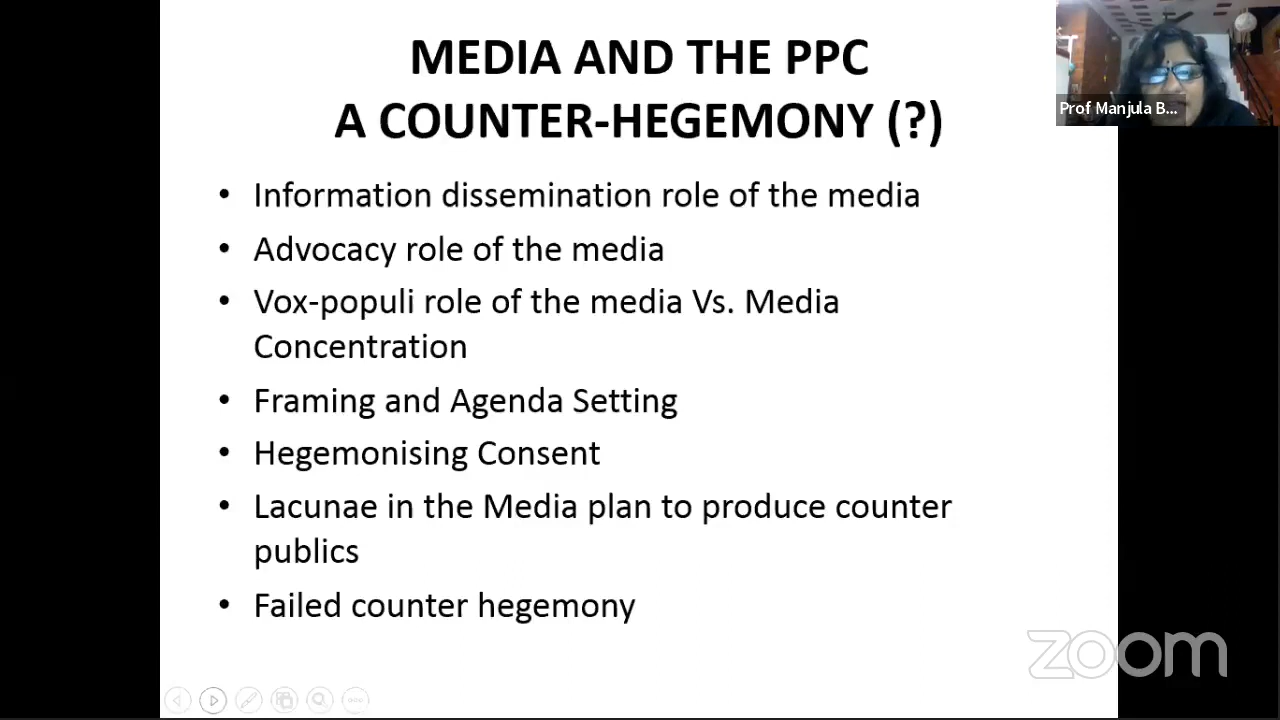 MEDIA AND THE PPC
A COUNTER-HEGEMONY (?)
Prof Manjula B...
• Information dissemination role of the media
• Advocacy role of the media
• Vox-populi role of the media Vs. Media
Concentration
• Framing and Agenda Setting
• Hegemonising Consent
• Lacunae in the Media plan to produce counter
publics
• Failed counter hegemony
zoom